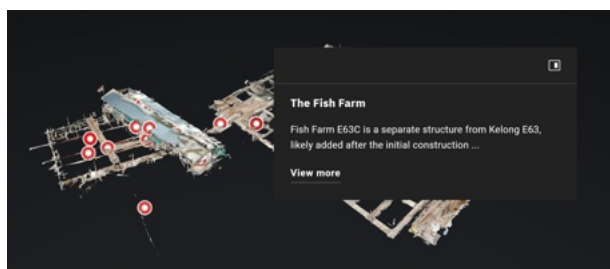 The Fish Farm
Fish Farm E63C is a separate structure from Kelong E63,
likely added after the initial construction ...
View more